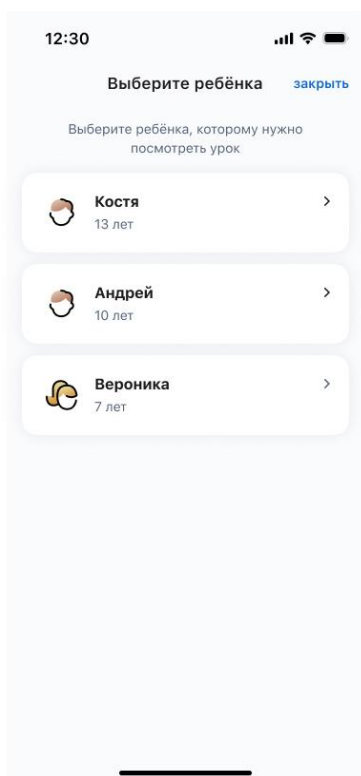 12:30
Выберите ребёнка закрыть
Выберите ребёнка, которому нужно
посмотреть урок
Костя
13 лет
Андрей
10 лет
Вероника
7 лет